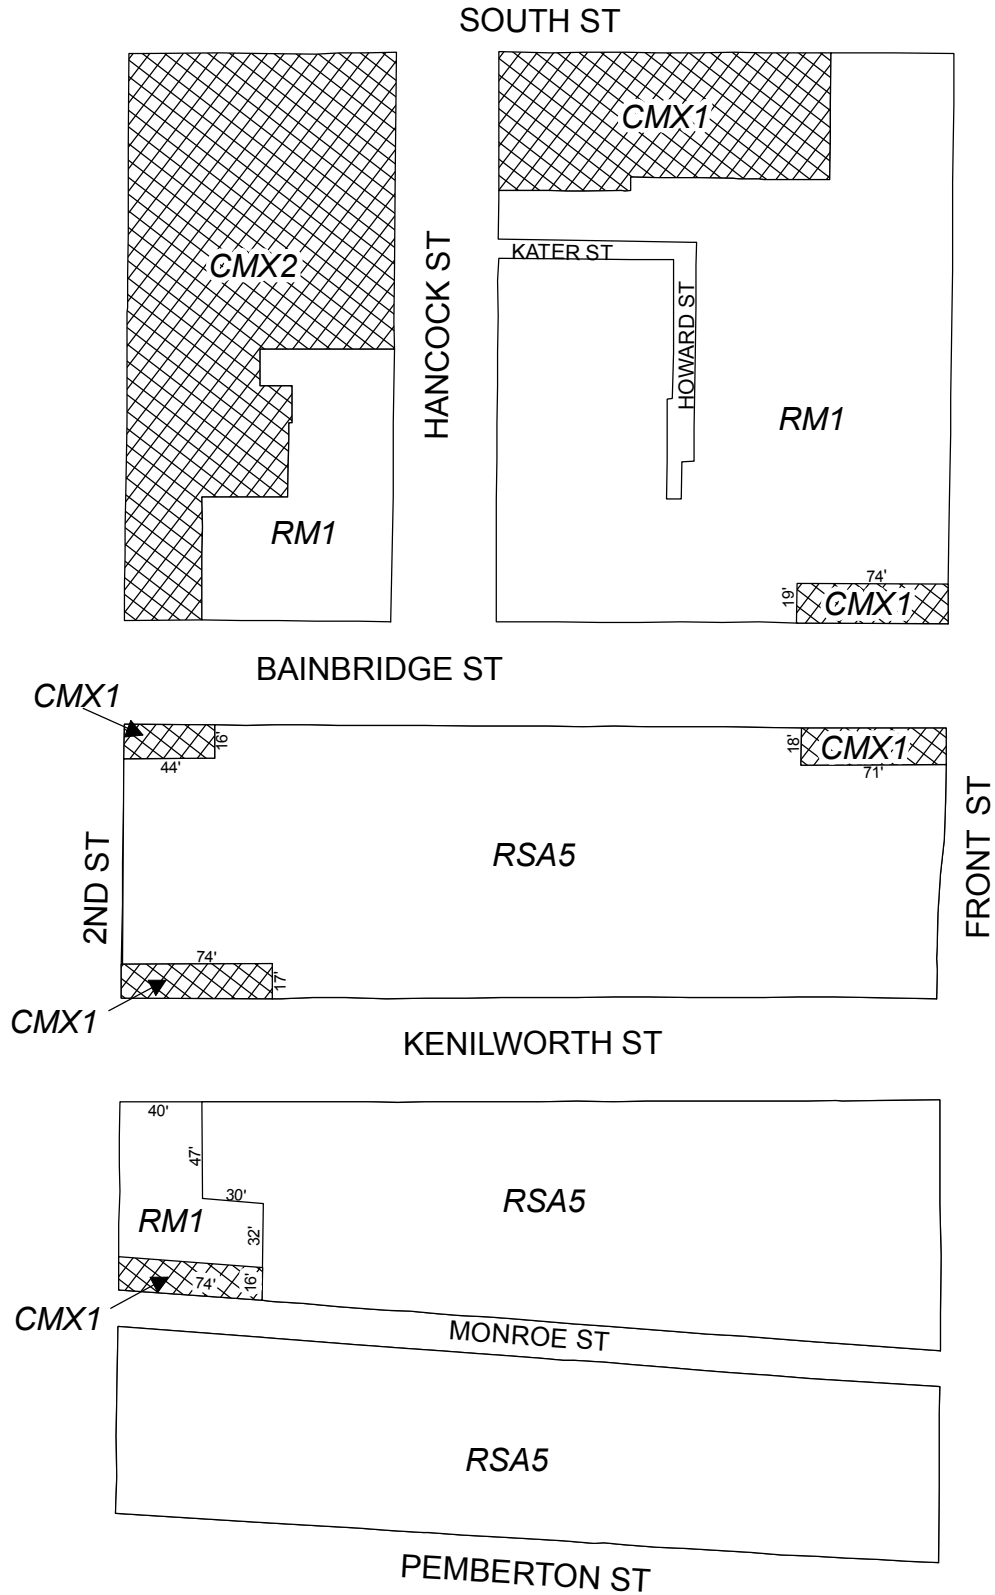 SOUTH ST
CMX1
CMX2
HANCOCK ST
KATER ST
HOWARD ST
RM1
RM1
74'
19'
CMX1
BAINBRIDGE ST
CMX1
16'
44'
18'
CMX1
71'
2ND ST
RSA5
FRONT ST
74'
17'
CMX1
KENILWORTH ST
40'
47'
30'
RSA5
RM1
32'
74'
16'
CMX1
MONROE ST
RSA5
PEMBERTON ST